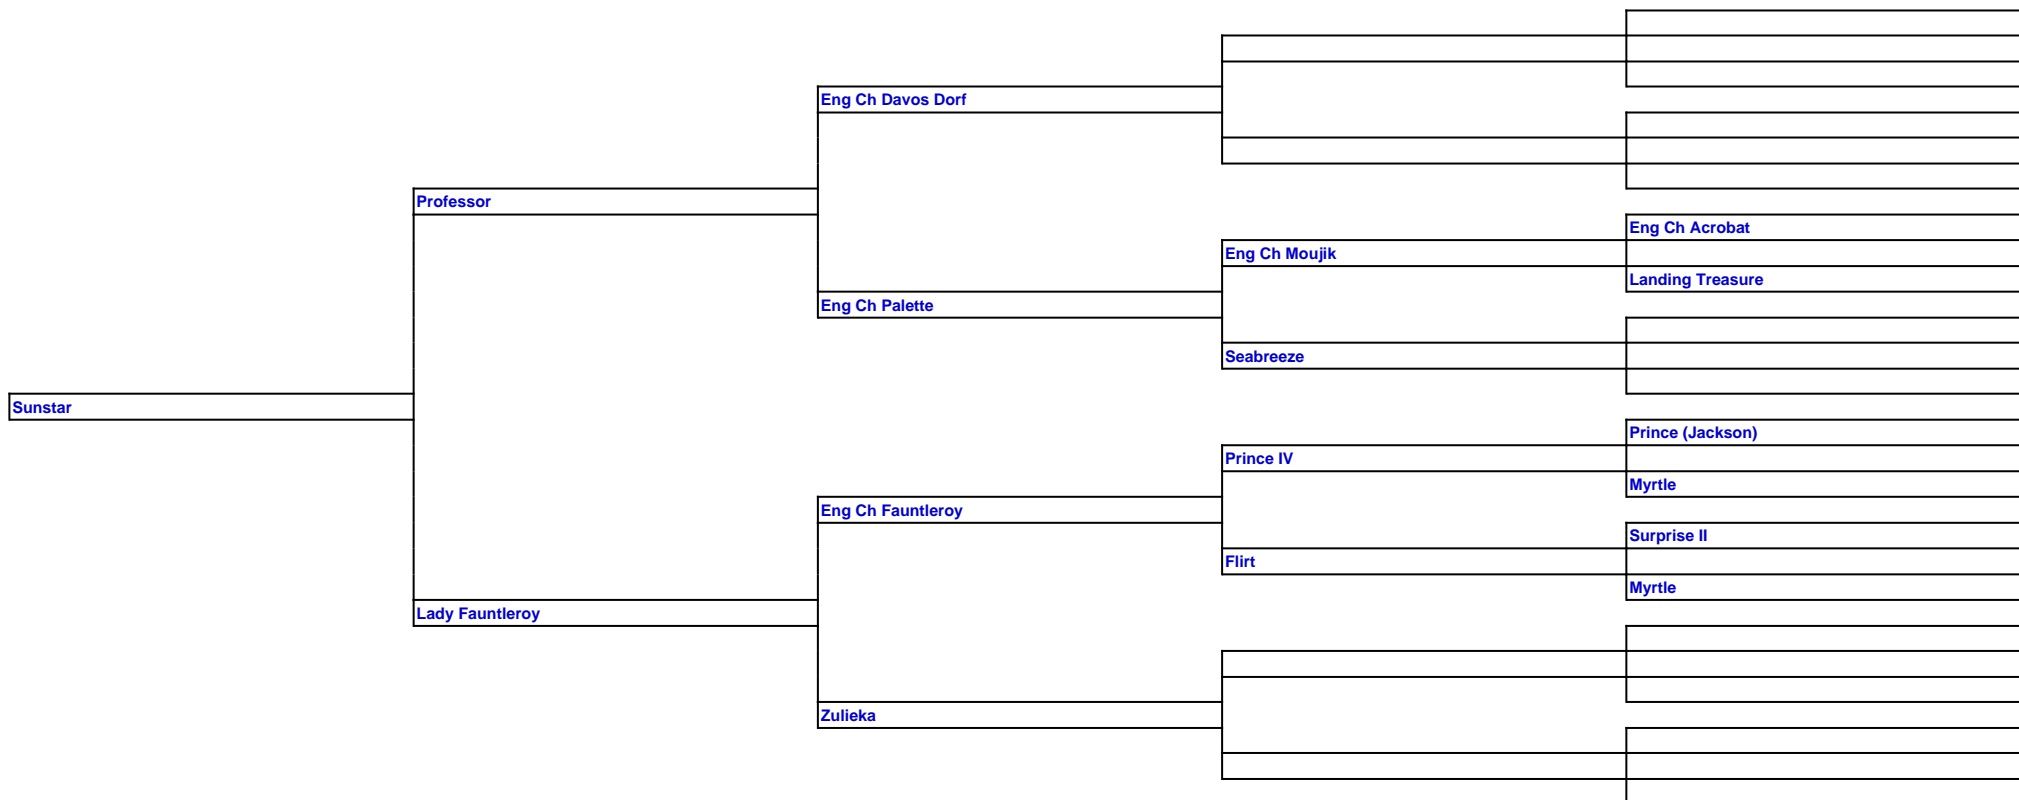 Eng Ch Davos Dorf
Professor
Eng Ch Acrobat
Eng Ch Moujik
Landing Treasure
Eng Ch Palette
Seabreeze
Sunstar
Prince (Jackson)
Prince IV
Myrtle
Eng Ch Fauntleroy
Surprise II
Flirt
Myrtle
Lady Fauntleroy
Zulieka